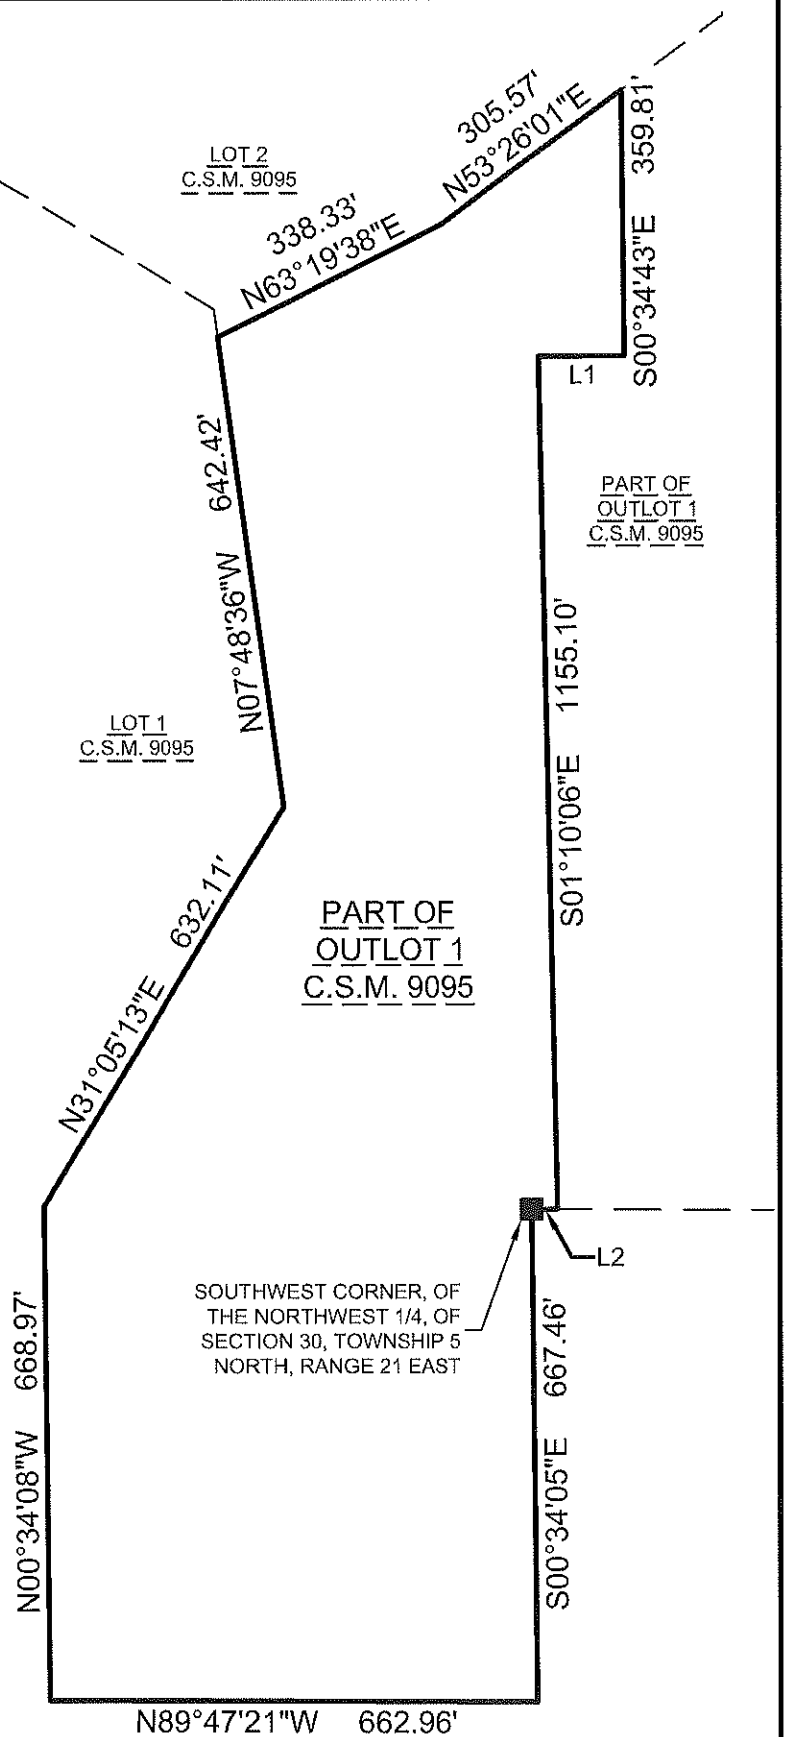 305.57'
N53°26'01"E
359.81'
S00°34'43"E
LOT 2
C.S.M. 9095
338.33'
N63°19'38"E
L1
642.42'
N07°48'36"W
PART OF
OUTLOT 1
C.S.M. 9095
1155.10'
S01°10'06"E
LOT 1
C.S.M. 9095
632.11'
N31°05'13"E
PART OF
OUTLOT 1
C.S.M. 9095
L2
SOUTHWEST CORNER, OF
THE NORTHWEST 1/4, OF
SECTION 30, TOWNSHIP 5
NORTH, RANGE 21 EAST
N00°34'08"W 668.97'
S00°34'05"E 667.46'
N89°47'21"W 662.96'